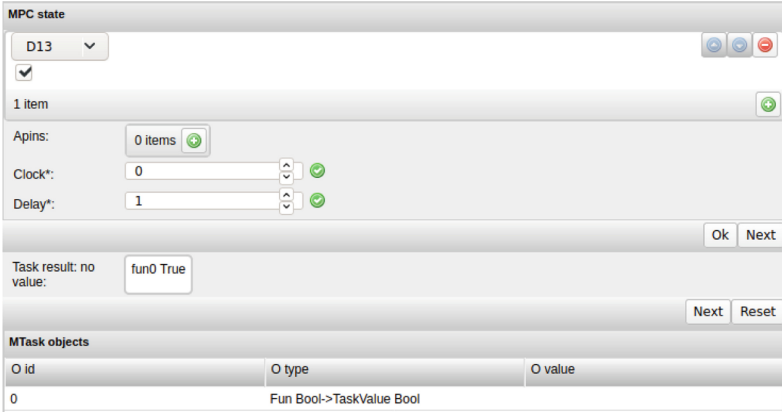 MPC state
D13
1 item
Apins: 0 items
Clock*: 0
Delay*: 1
Ok Next
Task result: no value: fun0 True
Next Reset
MTask objects
O id O type O value
0 Fun Bool->TaskValue Bool